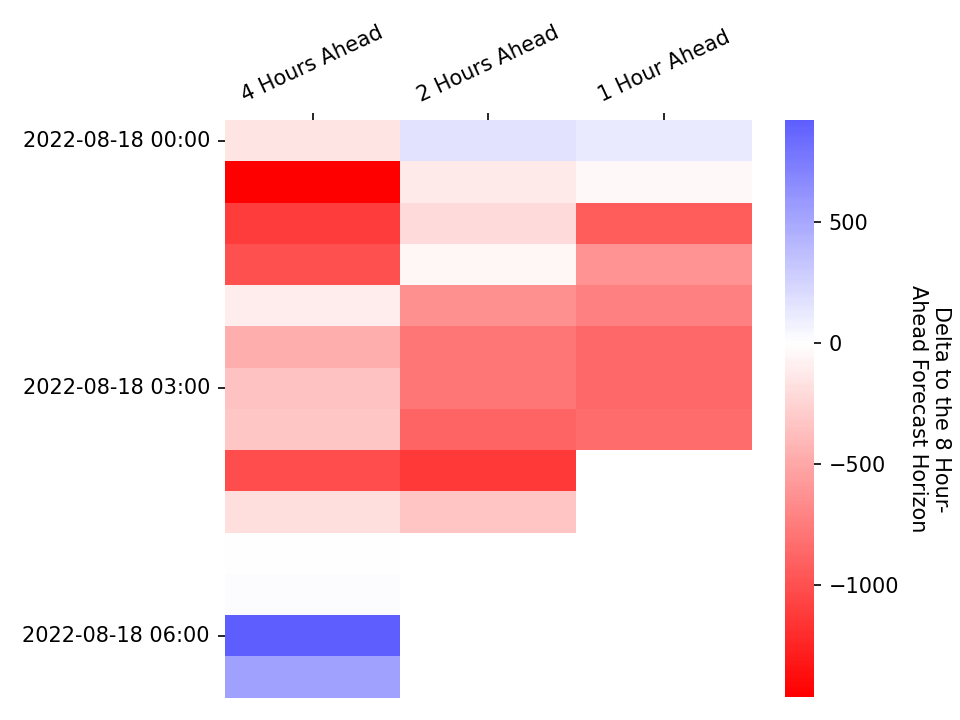 4 Hours Ahead
2 Hours Ahead
1 Hour Ahead
2022-08-18 00:00
2022-08-18 03:00
2022-08-18 06:00
500
0
−500
−1000
Delta to the 8 Hour-
Ahead Forecast Horizon